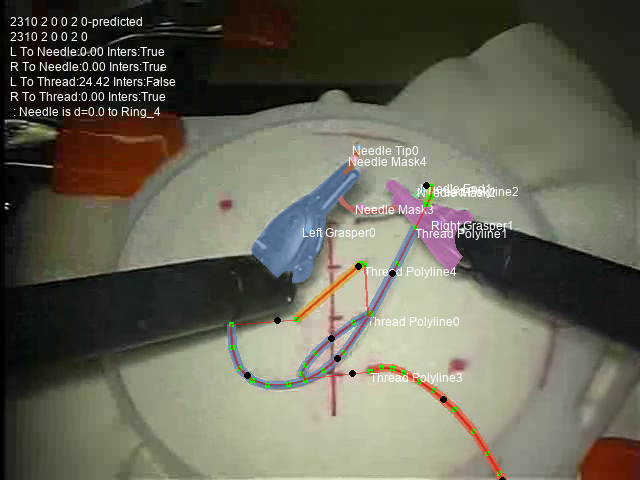 2310 2 0 0 2 0-predicted
2310 2 0 0 2 0
L To Needle:0.00 Inters:True
R To Needle:0.00 Inters:True
L To Thread:24.42 Inters:False
R To Thread:0.00 Inters:True
: Needle is d=0.0 to Ring_4
Needle Tip0
Needle Mask4
Needle Mask3
Right Grasper1
Left Grasper0
Thread Polyline1
Thread Polyline4
Thread Polyline0
Thread Polyline3